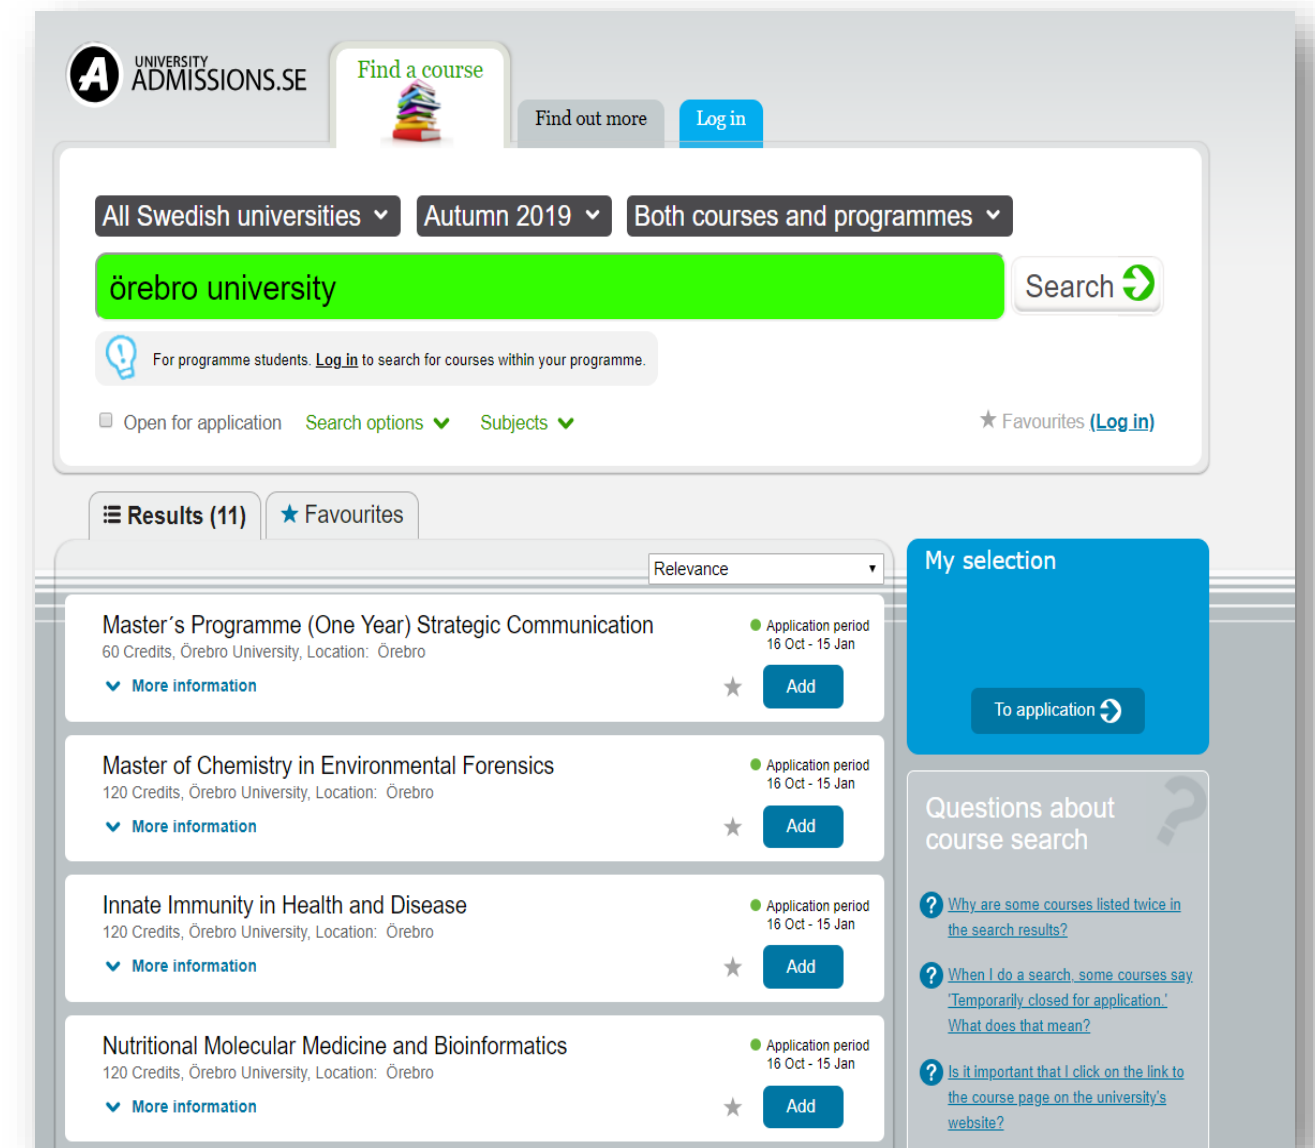 UNIVERSITY
ADMISSIONS.SE
Find a course
Find out more
Log in
All Swedish universities
Autumn 2019
Both courses and programmes
örebro university
Search
For programme students. Log in to search for courses within your programme.
Open for application
Search options
Subjects
Favourites (Log in)
Results (11)
Favourites
Relevance
Master´s Programme (One Year) Strategic Communication
60 Credits, Örebro University, Location: Örebro
More information
Application period
16 Oct - 15 Jan
Add
Master of Chemistry in Environmental Forensics
120 Credits, Örebro University, Location: Örebro
More information
Application period
16 Oct - 15 Jan
Add
Innate Immunity in Health and Disease
120 Credits, Örebro University, Location: Örebro
More information
Application period
16 Oct - 15 Jan
Add
Nutritional Molecular Medicine and Bioinformatics
120 Credits, Örebro University, Location: Örebro
More information
Application period
16 Oct - 15 Jan
Add
My selection
To application
Questions about
course search
Why are some courses listed twice in
the search results?
When I do a search, some courses say
'Temporarily closed for application.'
What does that mean?
Is it important that I click on the link to
the course page on the university's
website?